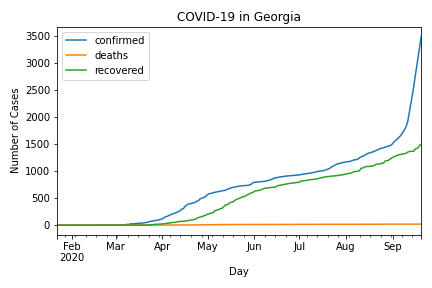 COVID-19 in Georgia
confirmed
deaths
recovered
Number of Cases
3500
3000
2500
2000
1500
1000
500
0
Feb Mar Apr May Jun Jul Aug Sep
2020
Day